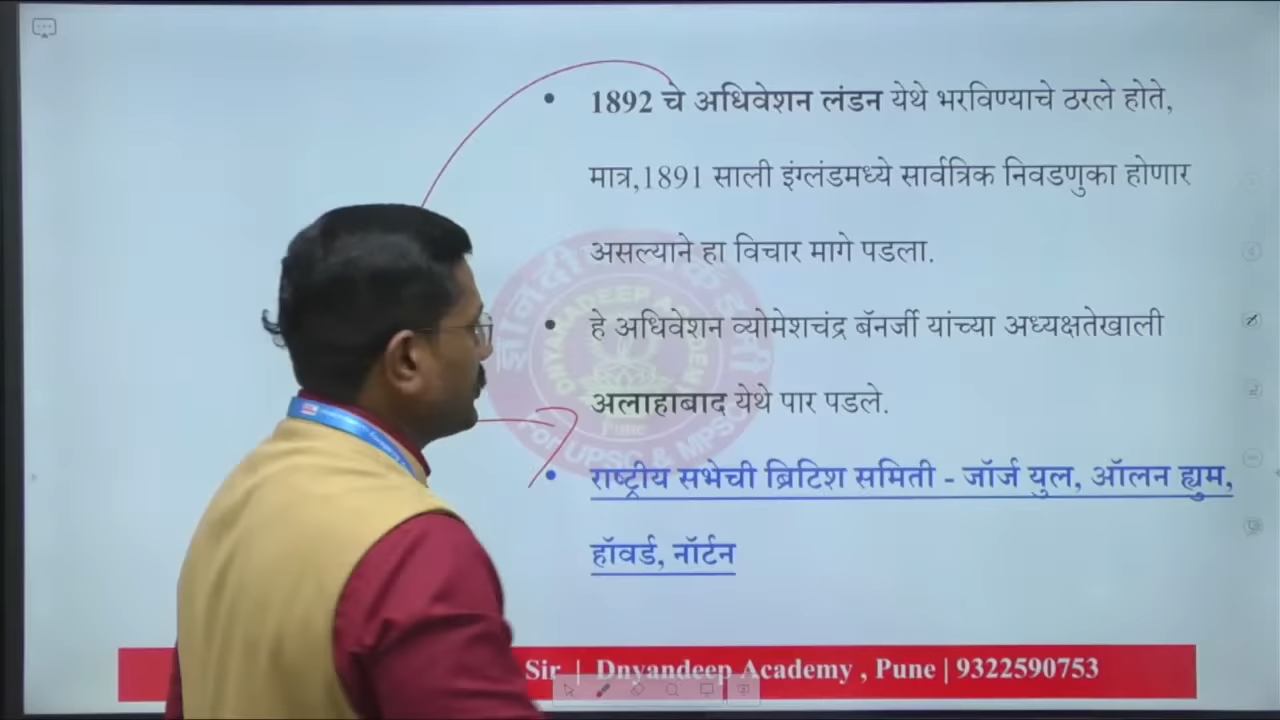 1892 चे अधिवेशन लंडन येथे भरविण्याचे ठरले होते,
मात्र,1891 साली इंग्लंडमध्ये सार्वत्रिक निवडणुका होणार
असल्याने हा विचार मागे पडला.
हे अधिवेशन व्योमेशचंद्र बॅनर्जी यांच्या अध्यक्षतेखाली
अलाहाबाद येथे पार पडले.
राष्ट्रीय सभेची ब्रिटिश समिती - जॉर्ज युल, ऑलन ह्युम,
हॉवर्ड, नॉर्टन
Sir | Dnyandeep Academy , Pune | 9322590753